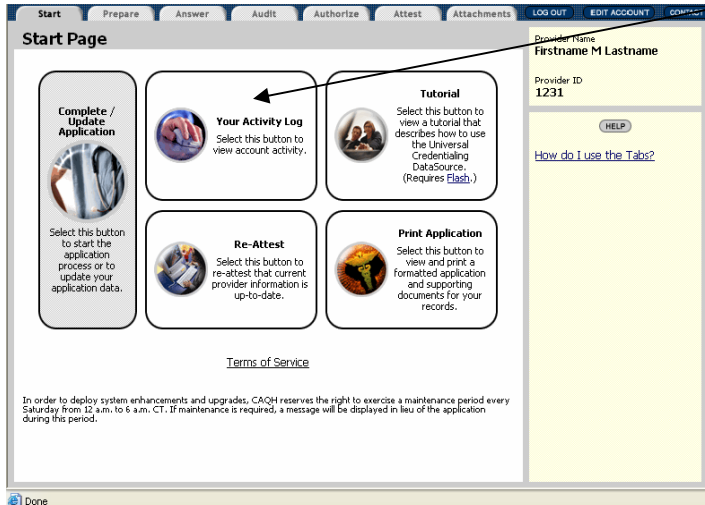 Start Prepare Answer Audit Authorize Attest Attachments LOG OUT EDIT ACCOUNT CONTACT
Start Page
Provider Name
Firstname M Lastname
Provider ID
1231
HELP
How do I use the Tabs?
Complete /
Update
Application
Select this button
to start the
application
process or to
update your
application data.
Your Activity Log
Select this button to
view account activity.
Tutorial
Select this button to
view a tutorial that
describes how to use
the Universal
Credentialing
DataSource.
(Requires Flash.)
Re-Attest
Select this button to
re-attest that current
provider information is
up-to-date.
Print Application
Select this button to
view and print a
formatted application
and supporting
documents for your
records.
Terms of Service
In order to deploy system enhancements and upgrades, CAQH reserves the right to exercise a maintenance period every
Saturday from 12 a.m. to 6 a.m. CT. If maintenance is required, a message will be displayed in lieu of the application
during this period.
Done